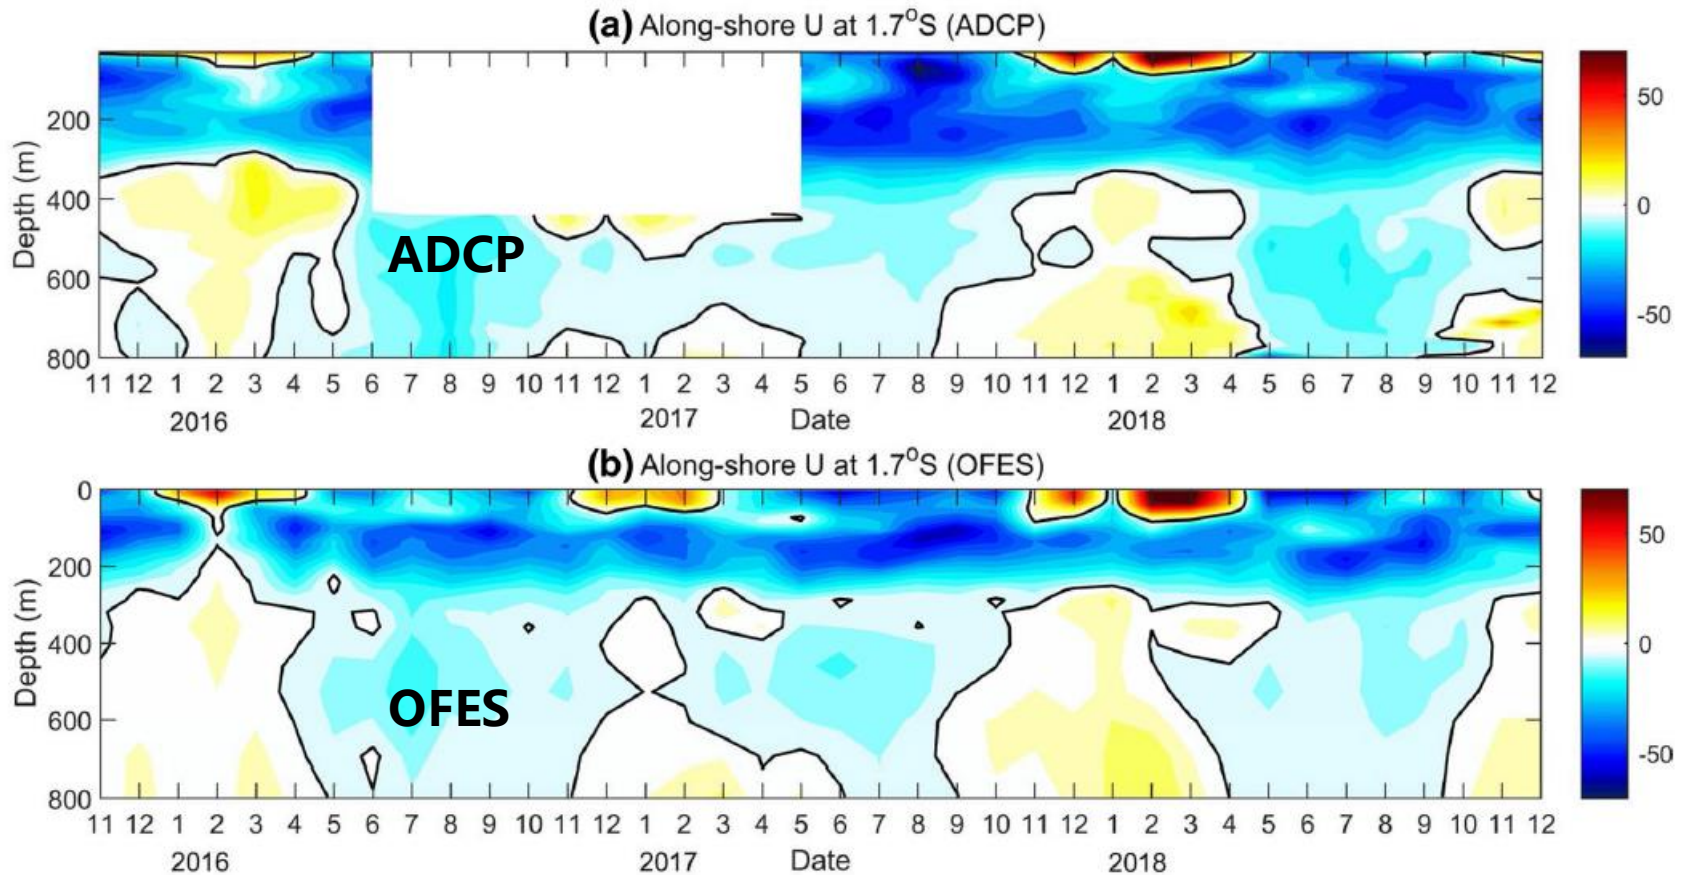 (a) Along-shore U at 1.7°S (ADCP)
Depth (m)
200
400
600
800
ADCP
50
0
-50
11 12 1 2 3 4 5 6 7 8 9 10 11 12 1 2 3 4 5 6 7 8 9 10 11 12 1 2 3 4 5 6 7 8 9 10 11 12
2016 2017 Date 2018
(b) Along-shore U at 1.7°S (OFES)
Depth (m)
0
200
400
600
800
OFES
50
0
-50
11 12 1 2 3 4 5 6 7 8 9 10 11 12 1 2 3 4 5 6 7 8 9 10 11 12 1 2 3 4 5 6 7 8 9 10 11 12
2016 2017 Date 2018